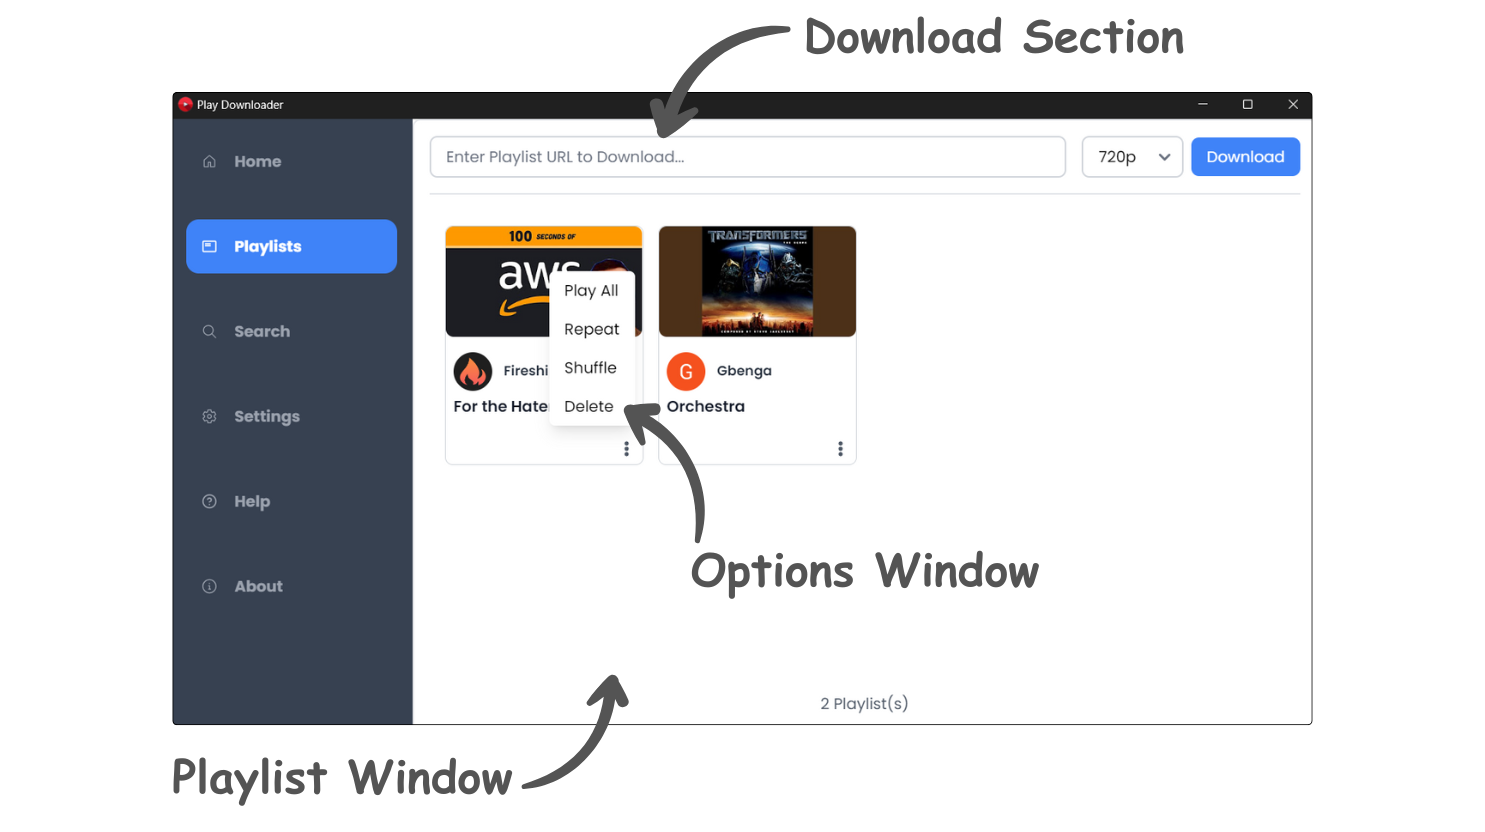 Download Section
Play Downloader
Home
Enter Playlist URL to Download...
720p
Download
Playlists
100 SECONDS OF
aws
TRANSFORMERS
THE SCORE
Play All
Repeat
Shuffle
Delete
Search
Settings
Help
About
Fireshi
For the Hate
G
Gbenga
Orchestra
Options Window
2 Playlist(s)
Playlist Window